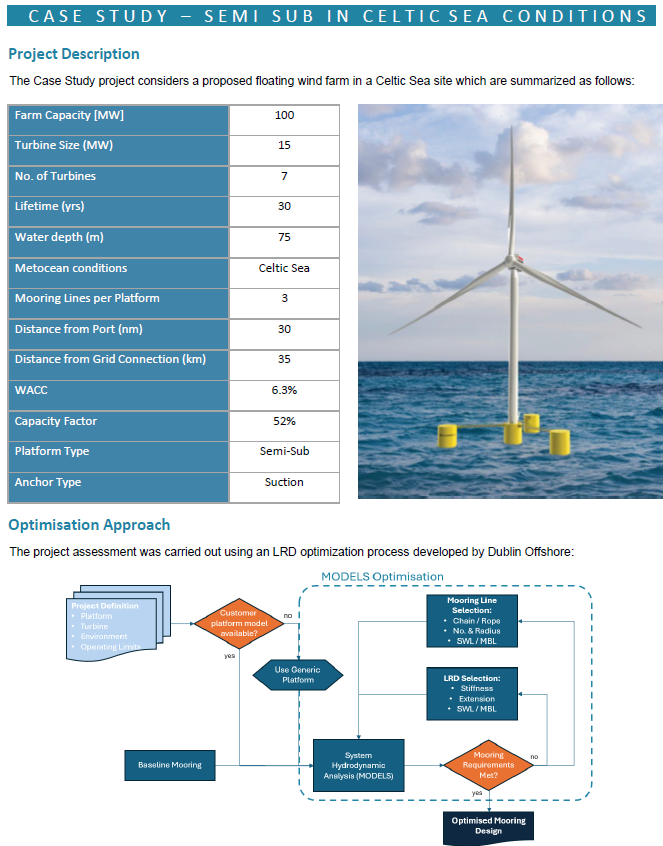 CASE STUDY – SEMI SUB IN CELTIC SEA CONDITIONS
Project Description
The Case Study project considers a proposed floating wind farm in a Celtic Sea site which are summarized as follows:
Farm Capacity [MW] 100
Turbine Size (MW) 15
No. of Turbines 7
Lifetime (yrs) 30
Water depth (m) 75
Metocean conditions Celtic Sea
Mooring Lines per Platform 3
Distance from Port (nm) 30
Distance from Grid Connection (km) 35
WACC 6.3%
Capacity Factor 52%
Platform Type Semi-Sub
Anchor Type Suction
Optimisation Approach
The project assessment was carried out using an LRD optimization process developed by Dublin Offshore:
MODELS Optimisation
Project Definition
• Platform
• Turbine
• Environment
• Operating Limits
Customer
platform model
available?
no
yes
Use Generic
Platform
Mooring Line
Selection:
• Chain / Rope
• No. & Radius
• SWL / MBL
LRD Selection:
• Stiffness
• Extension
• SWL / MBL
Baseline Mooring
System
Hydrodynamic
Analysis (MODELS)
Mooring
Requirements
Met?
no
yes
Optimised Mooring
Design